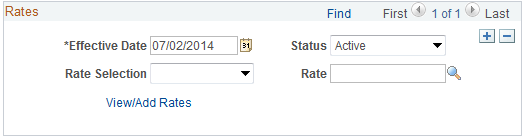 Rates Find First 1 of 1 Last
*Effective Date 07/02/2014 31 Status Active
Rate Selection Rate
View/Add Rates